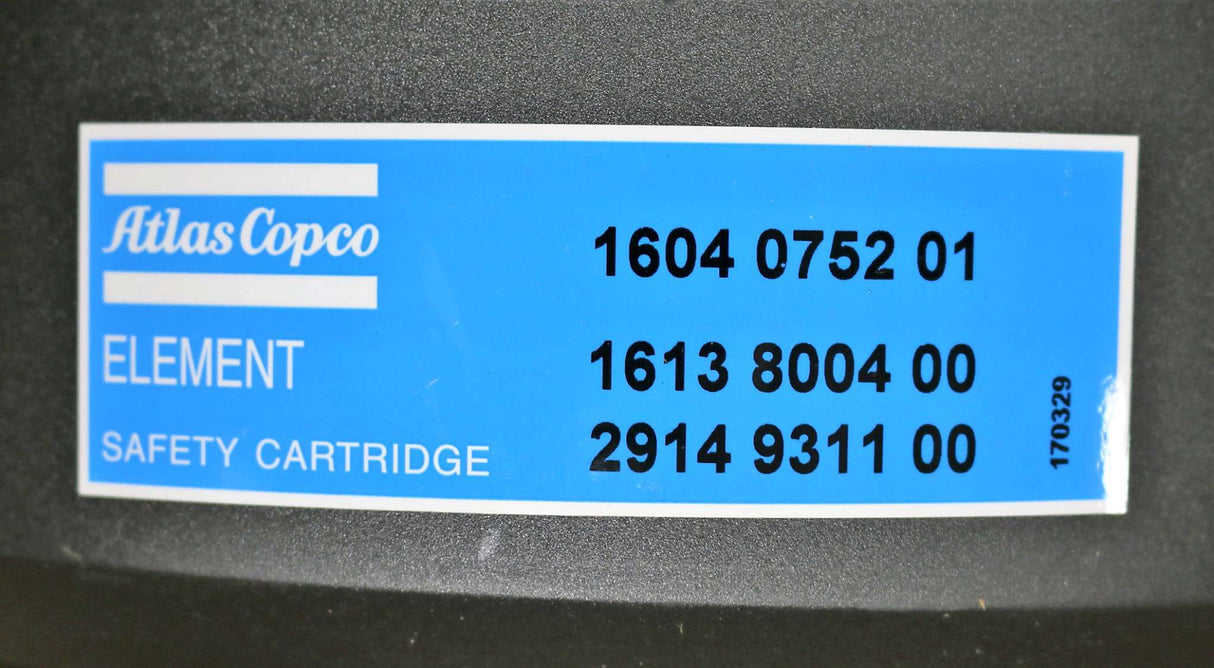 Atlas Copco
1604 0752 01
ELEMENT 1613 8004 00
SAFETY CARTRIDGE 2914 9311 00
170329